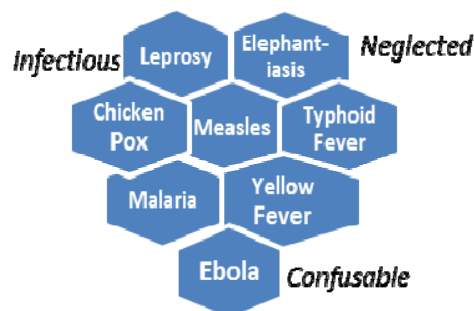 Infectious
Leprosy
Elephant-
iasis
Neglected
Chicken
Pox
Measles
Typhoid
Fever
Malaria
Yellow
Fever
Ebola
Confusable